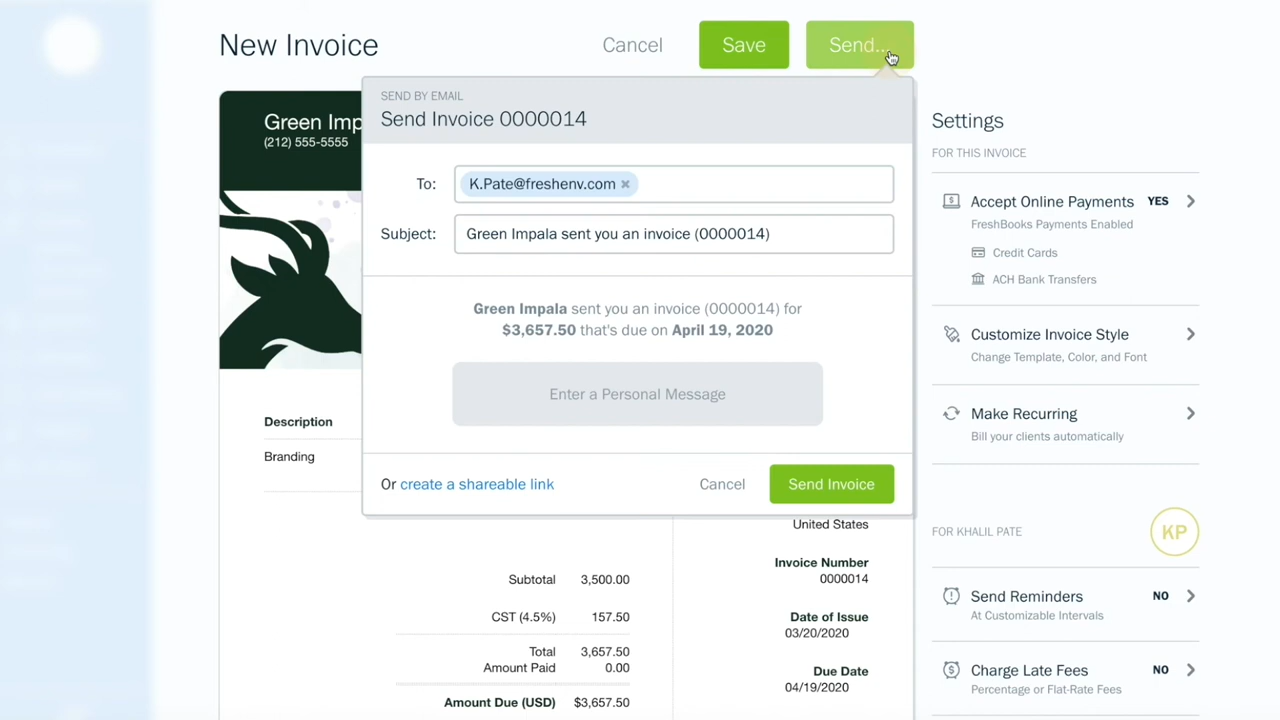 New Invoice
Cancel
Save
Send...
SEND BY EMAIL
Send Invoice 0000014
To: K.Pate@freshenv.com ×
Subject: Green Impala sent you an invoice (0000014)
Green Impala sent you an invoice (0000014) for
$3,657.50 that's due on April 19, 2020
Enter a Personal Message
Or create a shareable link
Cancel
Send Invoice
Green Imp
(212) 555-5555
Description
Branding
Subtotal 3,500.00
CST (4.5%) 157.50
Total 3,657.50
Amount Paid 0.00
Amount Due (USD) $3,657.50
United States
Invoice Number
0000014
Date of Issue
03/20/2020
Due Date
04/19/2020
Settings
FOR THIS INVOICE
Accept Online Payments YES
FreshBooks Payments Enabled
Credit Cards
ACH Bank Transfers
Customize Invoice Style
Change Template, Color, and Font
Make Recurring
Bill your clients automatically
FOR KHALIL PATE
KP
Send Reminders NO
At Customizable Intervals
Charge Late Fees NO
Percentage or Flat-Rate Fees